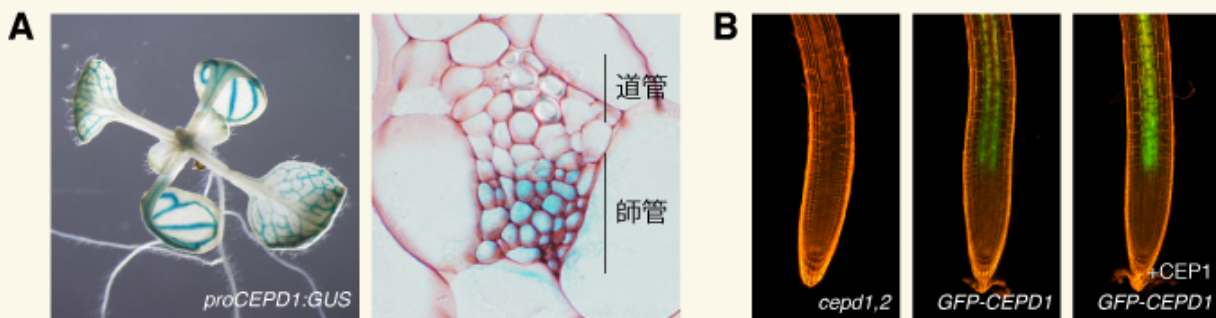 A
proCEPD1:GUS
道管
師管
B
cepd1,2
GFP-CEPD1
+CEP1
GFP-CEPD1